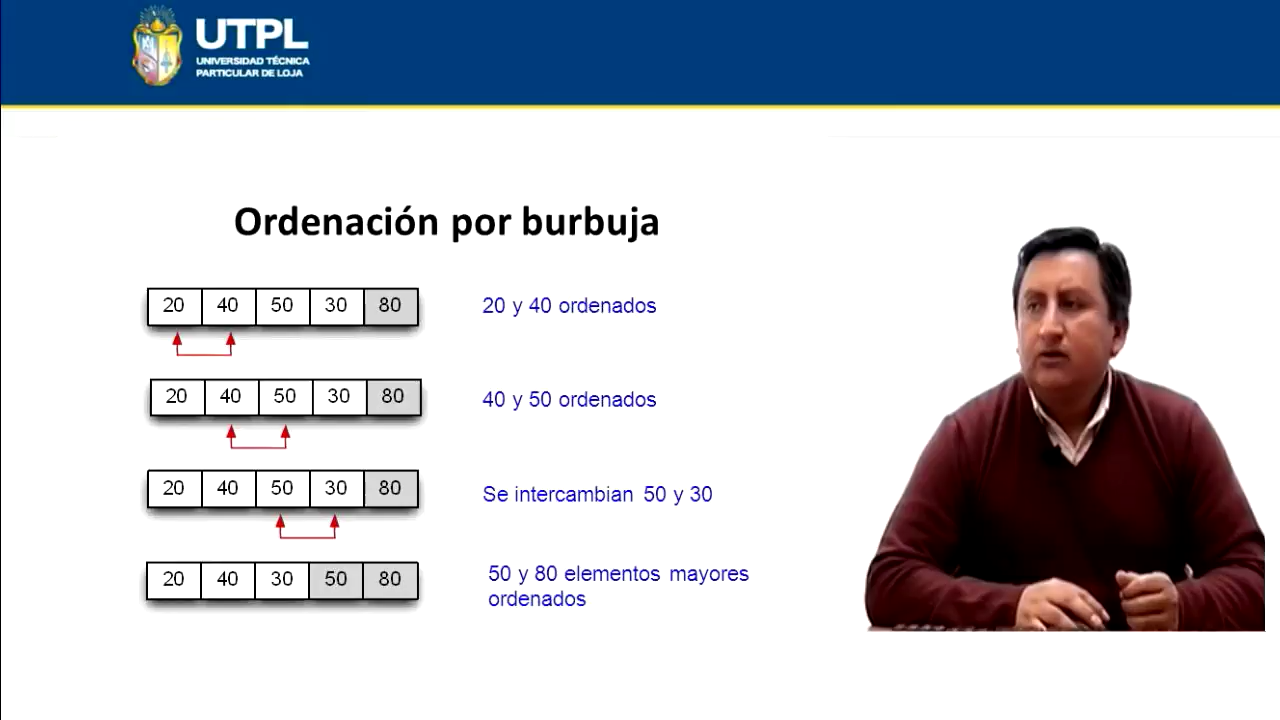 UTPL
UNIVERSIDAD TÉCNICA
PARTICULAR DE LOJA
Ordenación por burbuja
20 40 50 30 80
20 y 40 ordenados
20 40 50 30 80
40 y 50 ordenados
20 40 50 30 80
Se intercambian 50 y 30
20 40 30 50 80
50 y 80 elementos mayores
ordenados